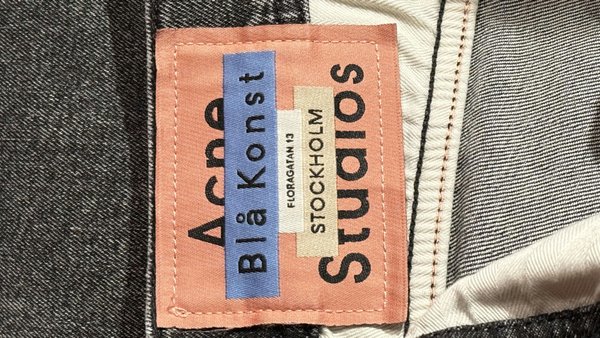 Acne
Blå Konst
FLORAGATAN 13
STOCKHOLM
Studios